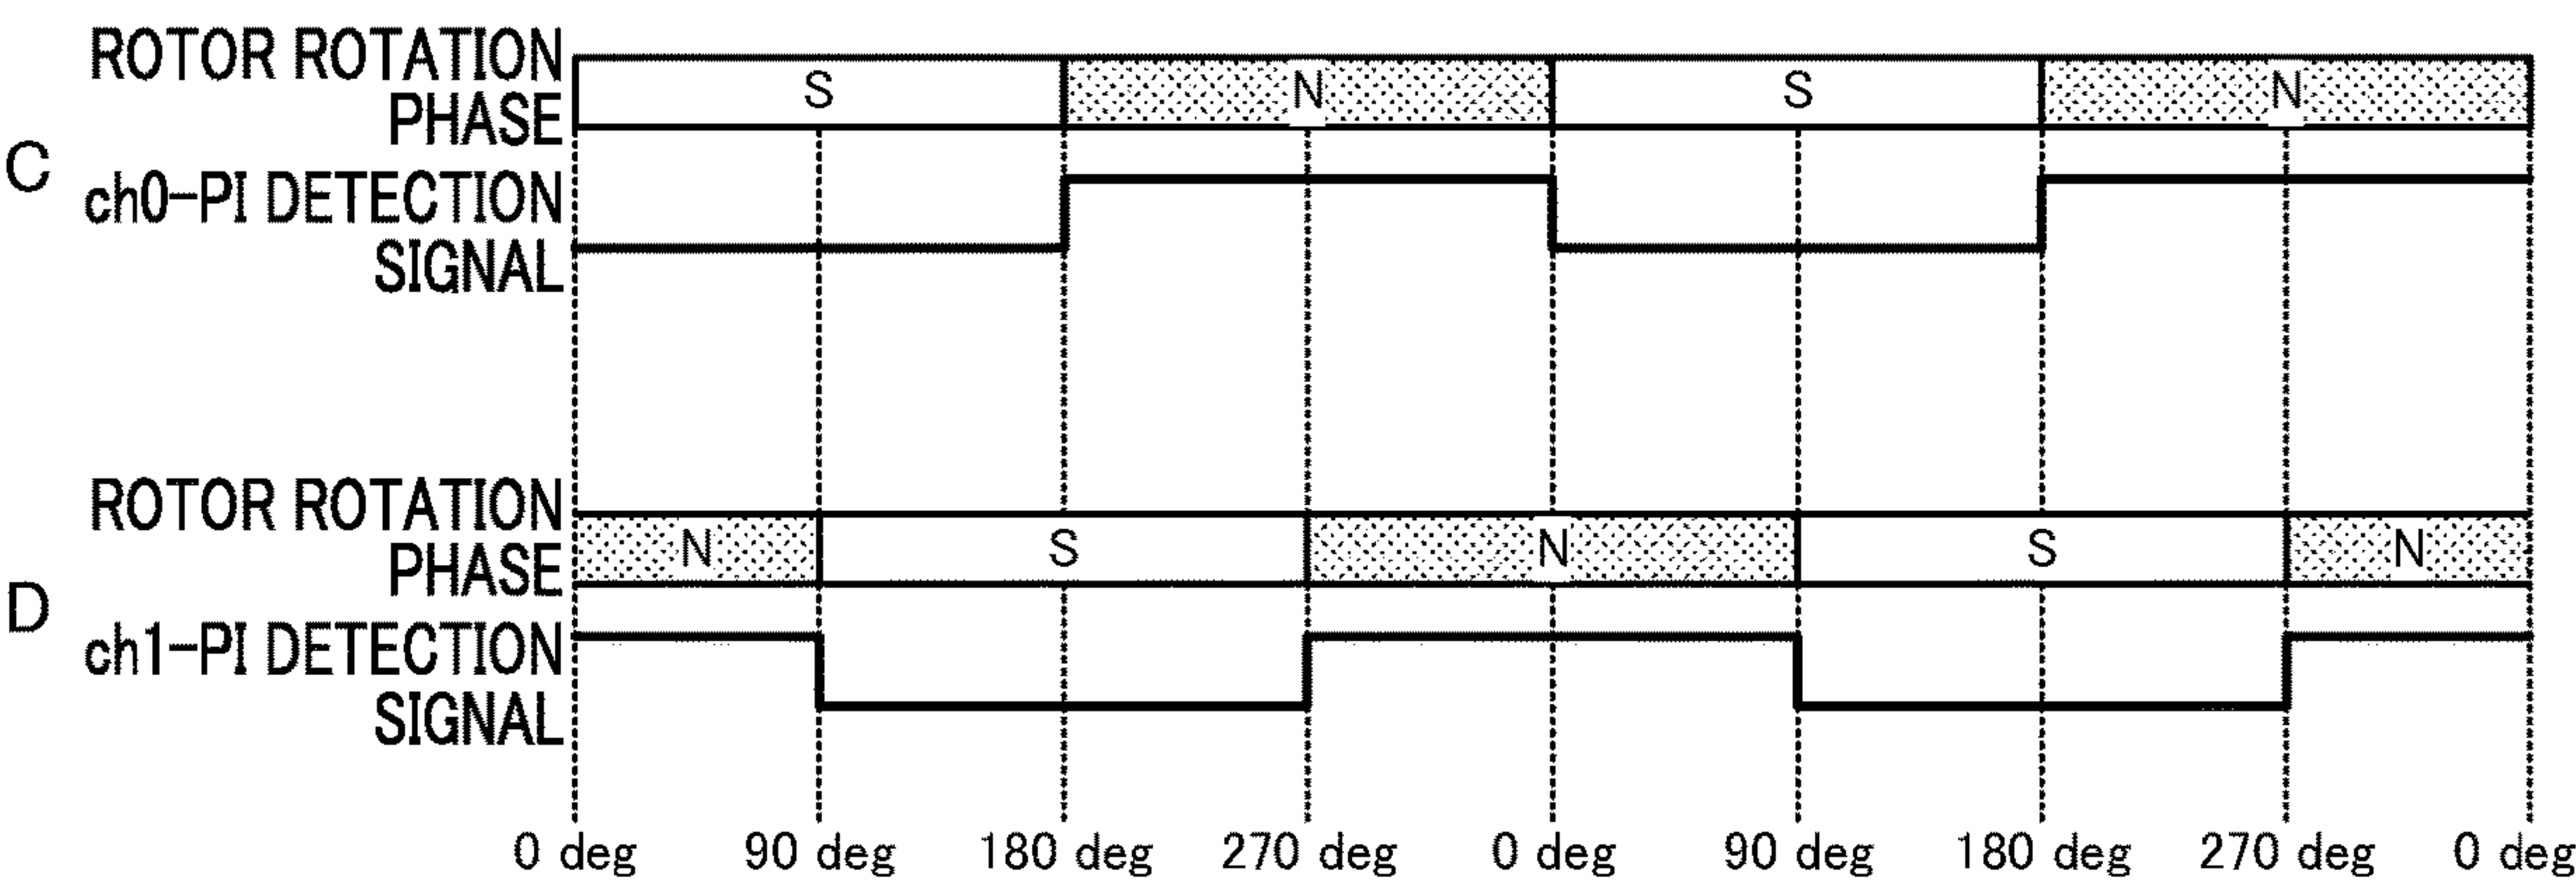 ROTOR ROTATION
PHASE
S N S N
C
ch0-PI DETECTION
SIGNAL
ROTOR ROTATION
PHASE
N S N S N
D
ch1-PI DETECTION
SIGNAL
0 deg 90 deg 180 deg 270 deg 0 deg 90 deg 180 deg 270 deg 0 deg